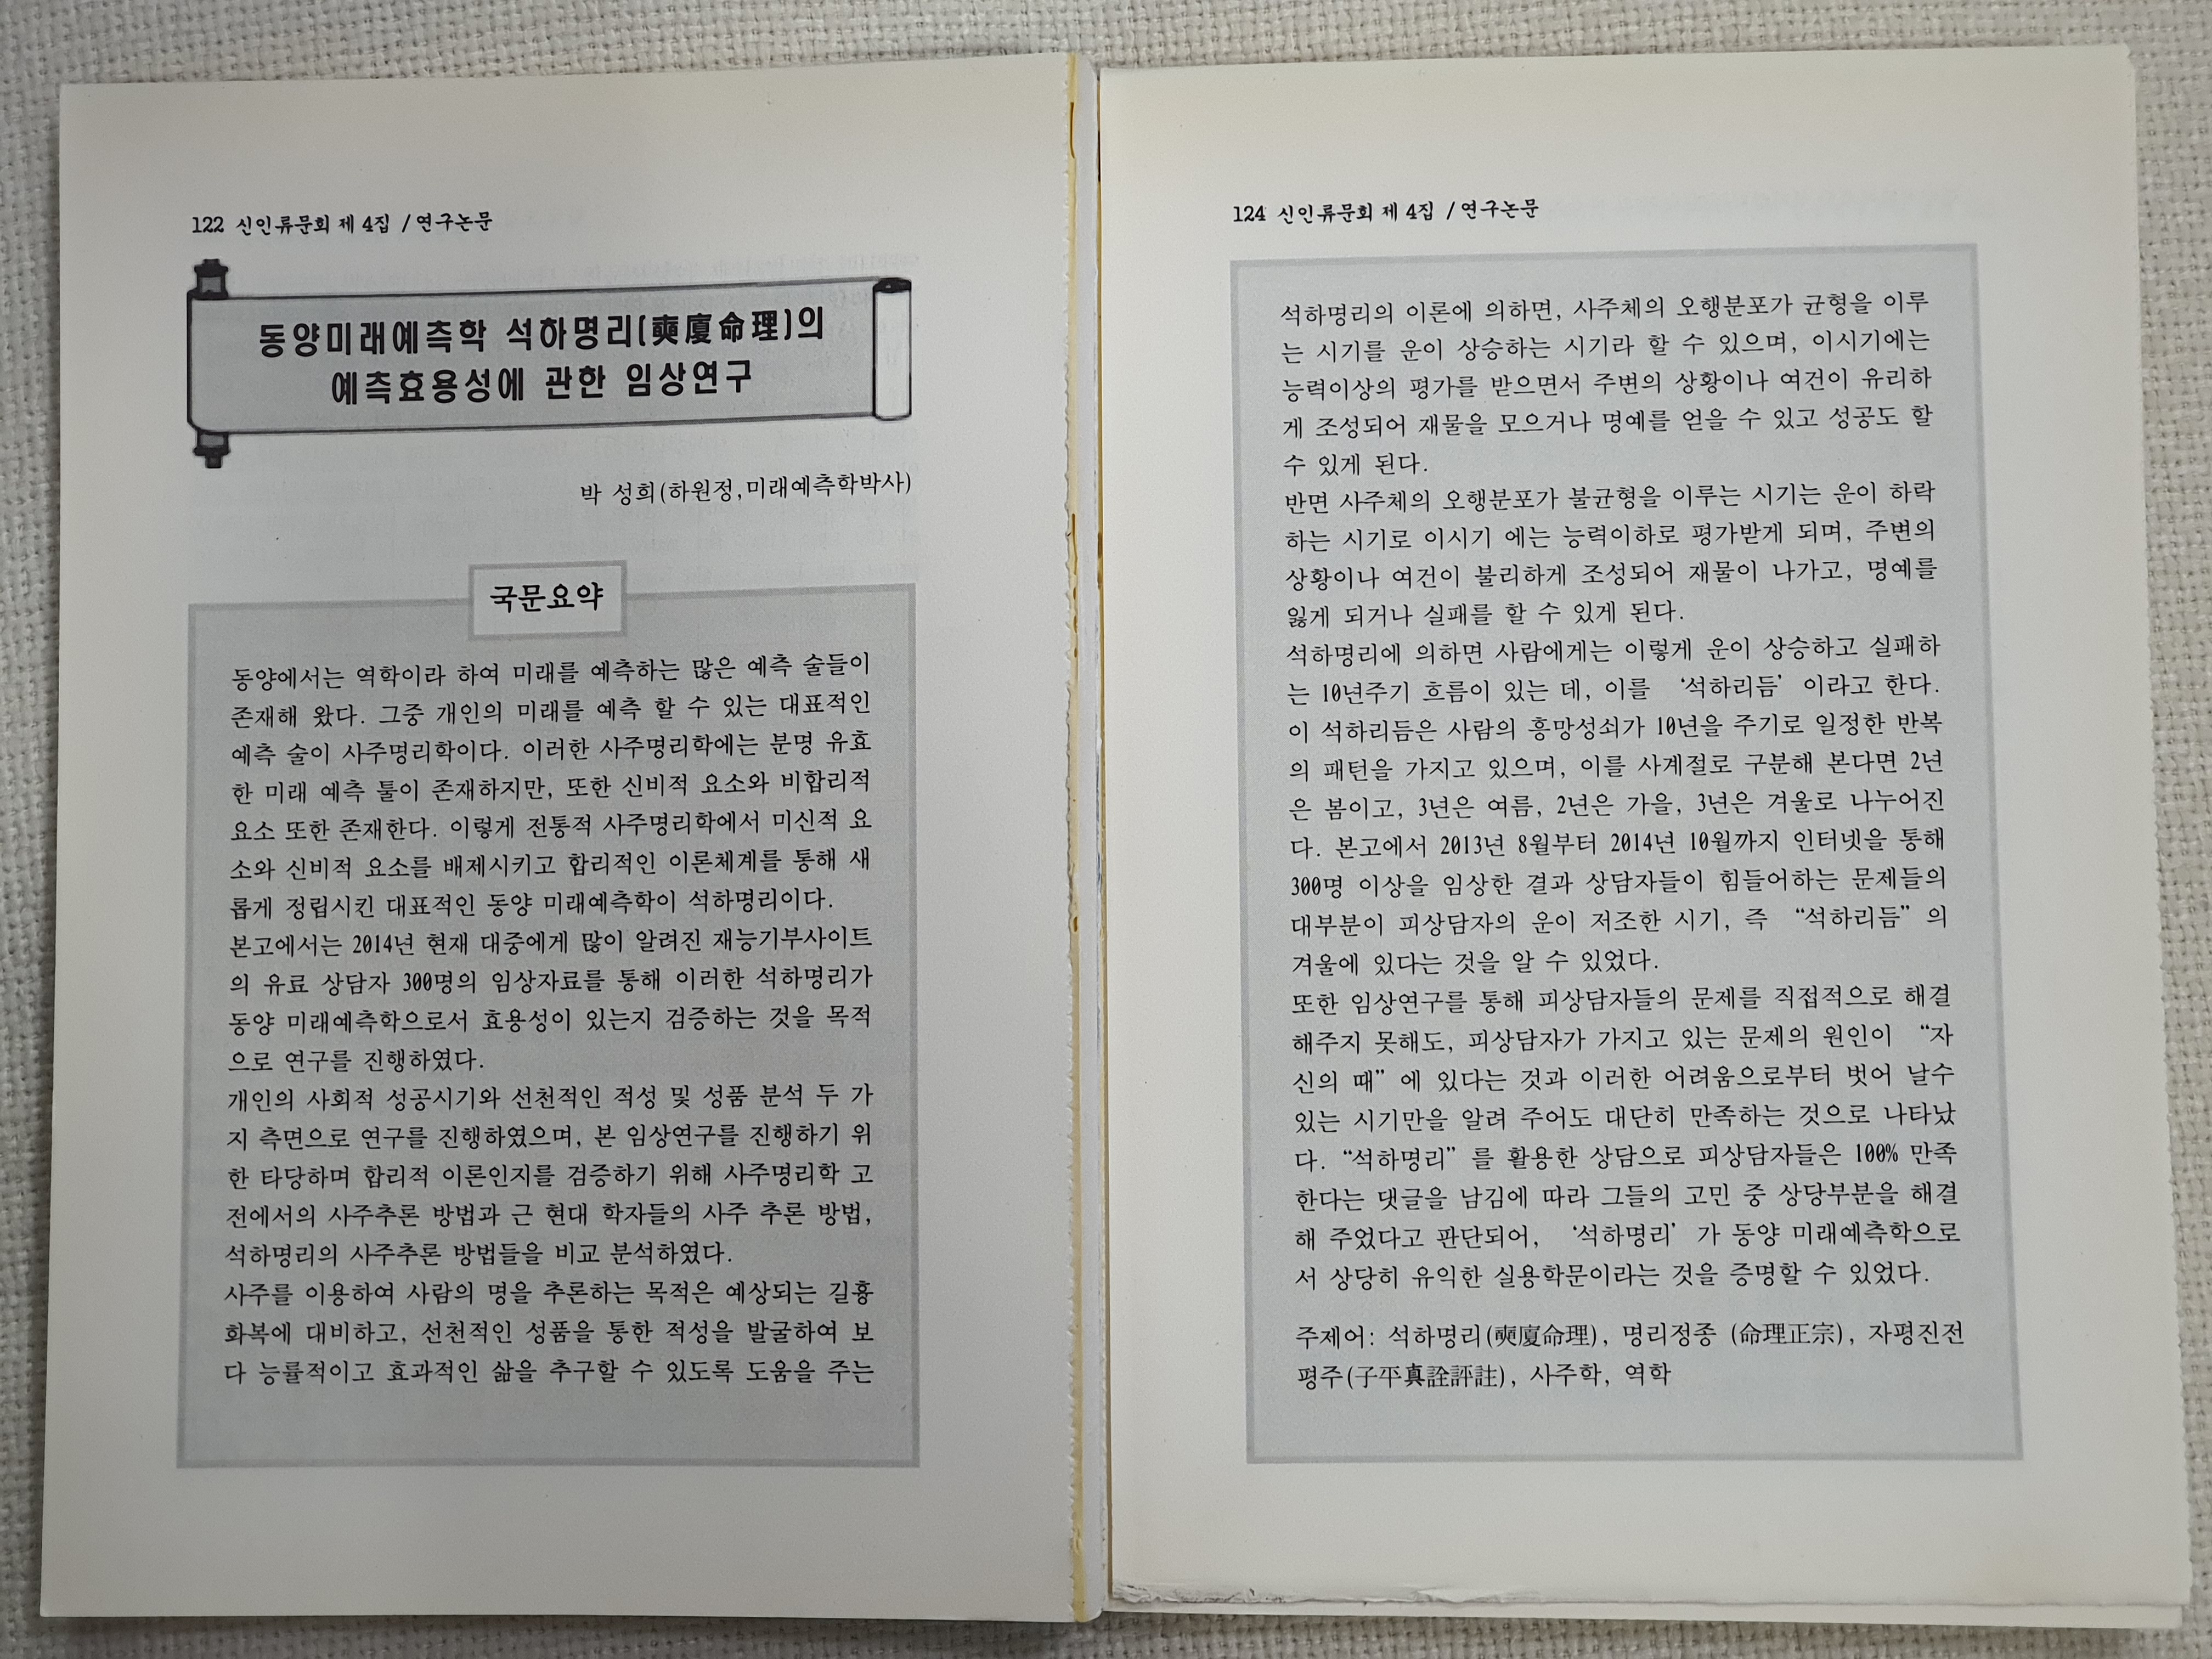 122 신인류문회 제 4집 /연구논문
동양미래예측학 석하명리(奭廈命理)의
예측효용성에 관한 임상연구
박 성희(하원정,미래예측학박사)
국문요약
동양에서는 역학이라 하여 미래를 예측하는 많은 예측 술들이
존재해 왔다. 그중 개인의 미래를 예측 할 수 있는 대표적인
예측 술이 사주명리학이다. 이러한 사주명리학에는 분명 유효
한 미래 예측 툴이 존재하지만, 또한 신비적 요소와 비합리적
요소 또한 존재한다. 이렇게 전통적 사주명리학에서 미신적 요
소와 신비적 요소를 배제시키고 합리적인 이론체계를 통해 새
롭게 정립시킨 대표적인 동양 미래예측학이 석하명리이다.
본고에서는 2014년 현재 대중에게 많이 알려진 재능기부사이트
의 유료 상담자 300명의 임상자료를 통해 이러한 석하명리가
동양 미래예측학으로서 효용성이 있는지 검증하는 것을 목적
으로 연구를 진행하였다.
개인의 사회적 성공시기와 선천적인 적성 및 성품 분석 두 가
지 측면으로 연구를 진행하였으며, 본 임상연구를 진행하기 위
한 타당하며 합리적 이론인지를 검증하기 위해 사주명리학 고
전에서의 사주추론 방법과 근 현대 학자들의 사주 추론 방법,
석하명리의 사주추론 방법들을 비교 분석하였다.
사주를 이용하여 사람의 명을 추론하는 목적은 예상되는 길흉
화복에 대비하고, 선천적인 성품을 통한 적성을 발굴하여 보
다 능률적이고 효과적인 삶을 추구할 수 있도록 도움을 주는
124 신인류문회 제 4집 /연구논문
석하명리의 이론에 의하면, 사주체의 오행분포가 균형을 이루
는 시기를 운이 상승하는 시기라 할 수 있으며, 이시기에는
능력이상의 평가를 받으면서 주변의 상황이나 여건이 유리하
게 조성되어 재물을 모으거나 명예를 얻을 수 있고 성공도 할
수 있게 된다.
반면 사주체의 오행분포가 불균형을 이루는 시기는 운이 하락
하는 시기로 이시기 에는 능력이하로 평가받게 되며, 주변의
상황이나 여건이 불리하게 조성되어 재물이 나가고, 명예를
잃게 되거나 실패를 할 수 있게 된다.
석하명리에 의하면 사람에게는 이렇게 운이 상승하고 실패하
는 10년주기 흐름이 있는 데, 이를 ‘석하리듬’ 이라고 한다.
이 석하리듬은 사람의 흥망성쇠가 10년을 주기로 일정한 반복
의 패턴을 가지고 있으며, 이를 사계절로 구분해 본다면 2년
은 봄이고, 3년은 여름, 2년은 가을, 3년은 겨울로 나누어진
다. 본고에서 2013년 8월부터 2014년 10월까지 인터넷을 통해
300명 이상을 임상한 결과 상담자들이 힘들어하는 문제들의
대부분이 피상담자의 운이 저조한 시기, 즉 “석하리듬” 의
겨울에 있다는 것을 알 수 있었다.
또한 임상연구를 통해 피상담자들의 문제를 직접적으로 해결
해주지 못해도, 피상담자가 가지고 있는 문제의 원인이 “자
신의 때” 에 있다는 것과 이러한 어려움으로부터 벗어 날수
있는 시기만을 알려 주어도 대단히 만족하는 것으로 나타났
다. “석하명리” 를 활용한 상담으로 피상담자들은 100% 만족
한다는 댓글을 남김에 따라 그들의 고민 중 상당부분을 해결
해 주었다고 판단되어, ‘석하명리’ 가 동양 미래예측학으로
서 상당히 유익한 실용학문이라는 것을 증명할 수 있었다.
주제어: 석하명리(奭廈命理), 명리정종 (命理正宗), 자평진전
평주(子平真詮評註), 사주학, 역학